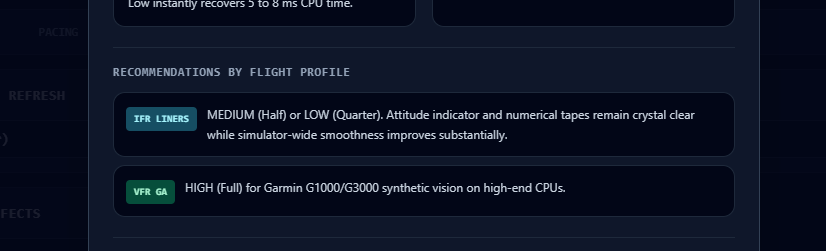 Low instantly recovers 5 to 8 ms CPU time.
PACING
RECOMMENDATIONS BY FLIGHT PROFILE
REFRESH
IFR LINERS
MEDIUM (Half) or LOW (Quarter). Attitude indicator and numerical tapes remain crystal clear
while simulator-wide smoothness improves substantially.
VFR GA
HIGH (Full) for Garmin G1000/G3000 synthetic vision on high-end CPUs.
FECTS